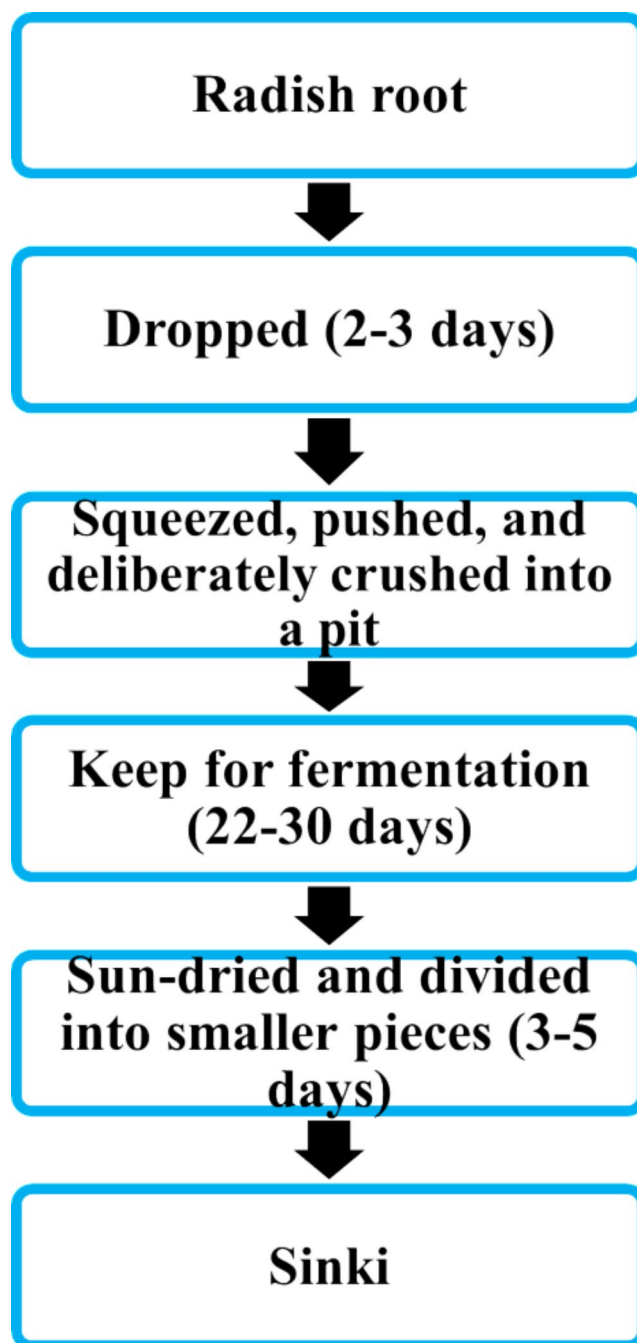 Radish root
Dropped (2-3 days)
Squeezed, pushed, and
deliberately crushed into
a pit
Keep for fermentation
(22-30 days)
Sun-dried and divided
into smaller pieces (3-5
days)
Sinki